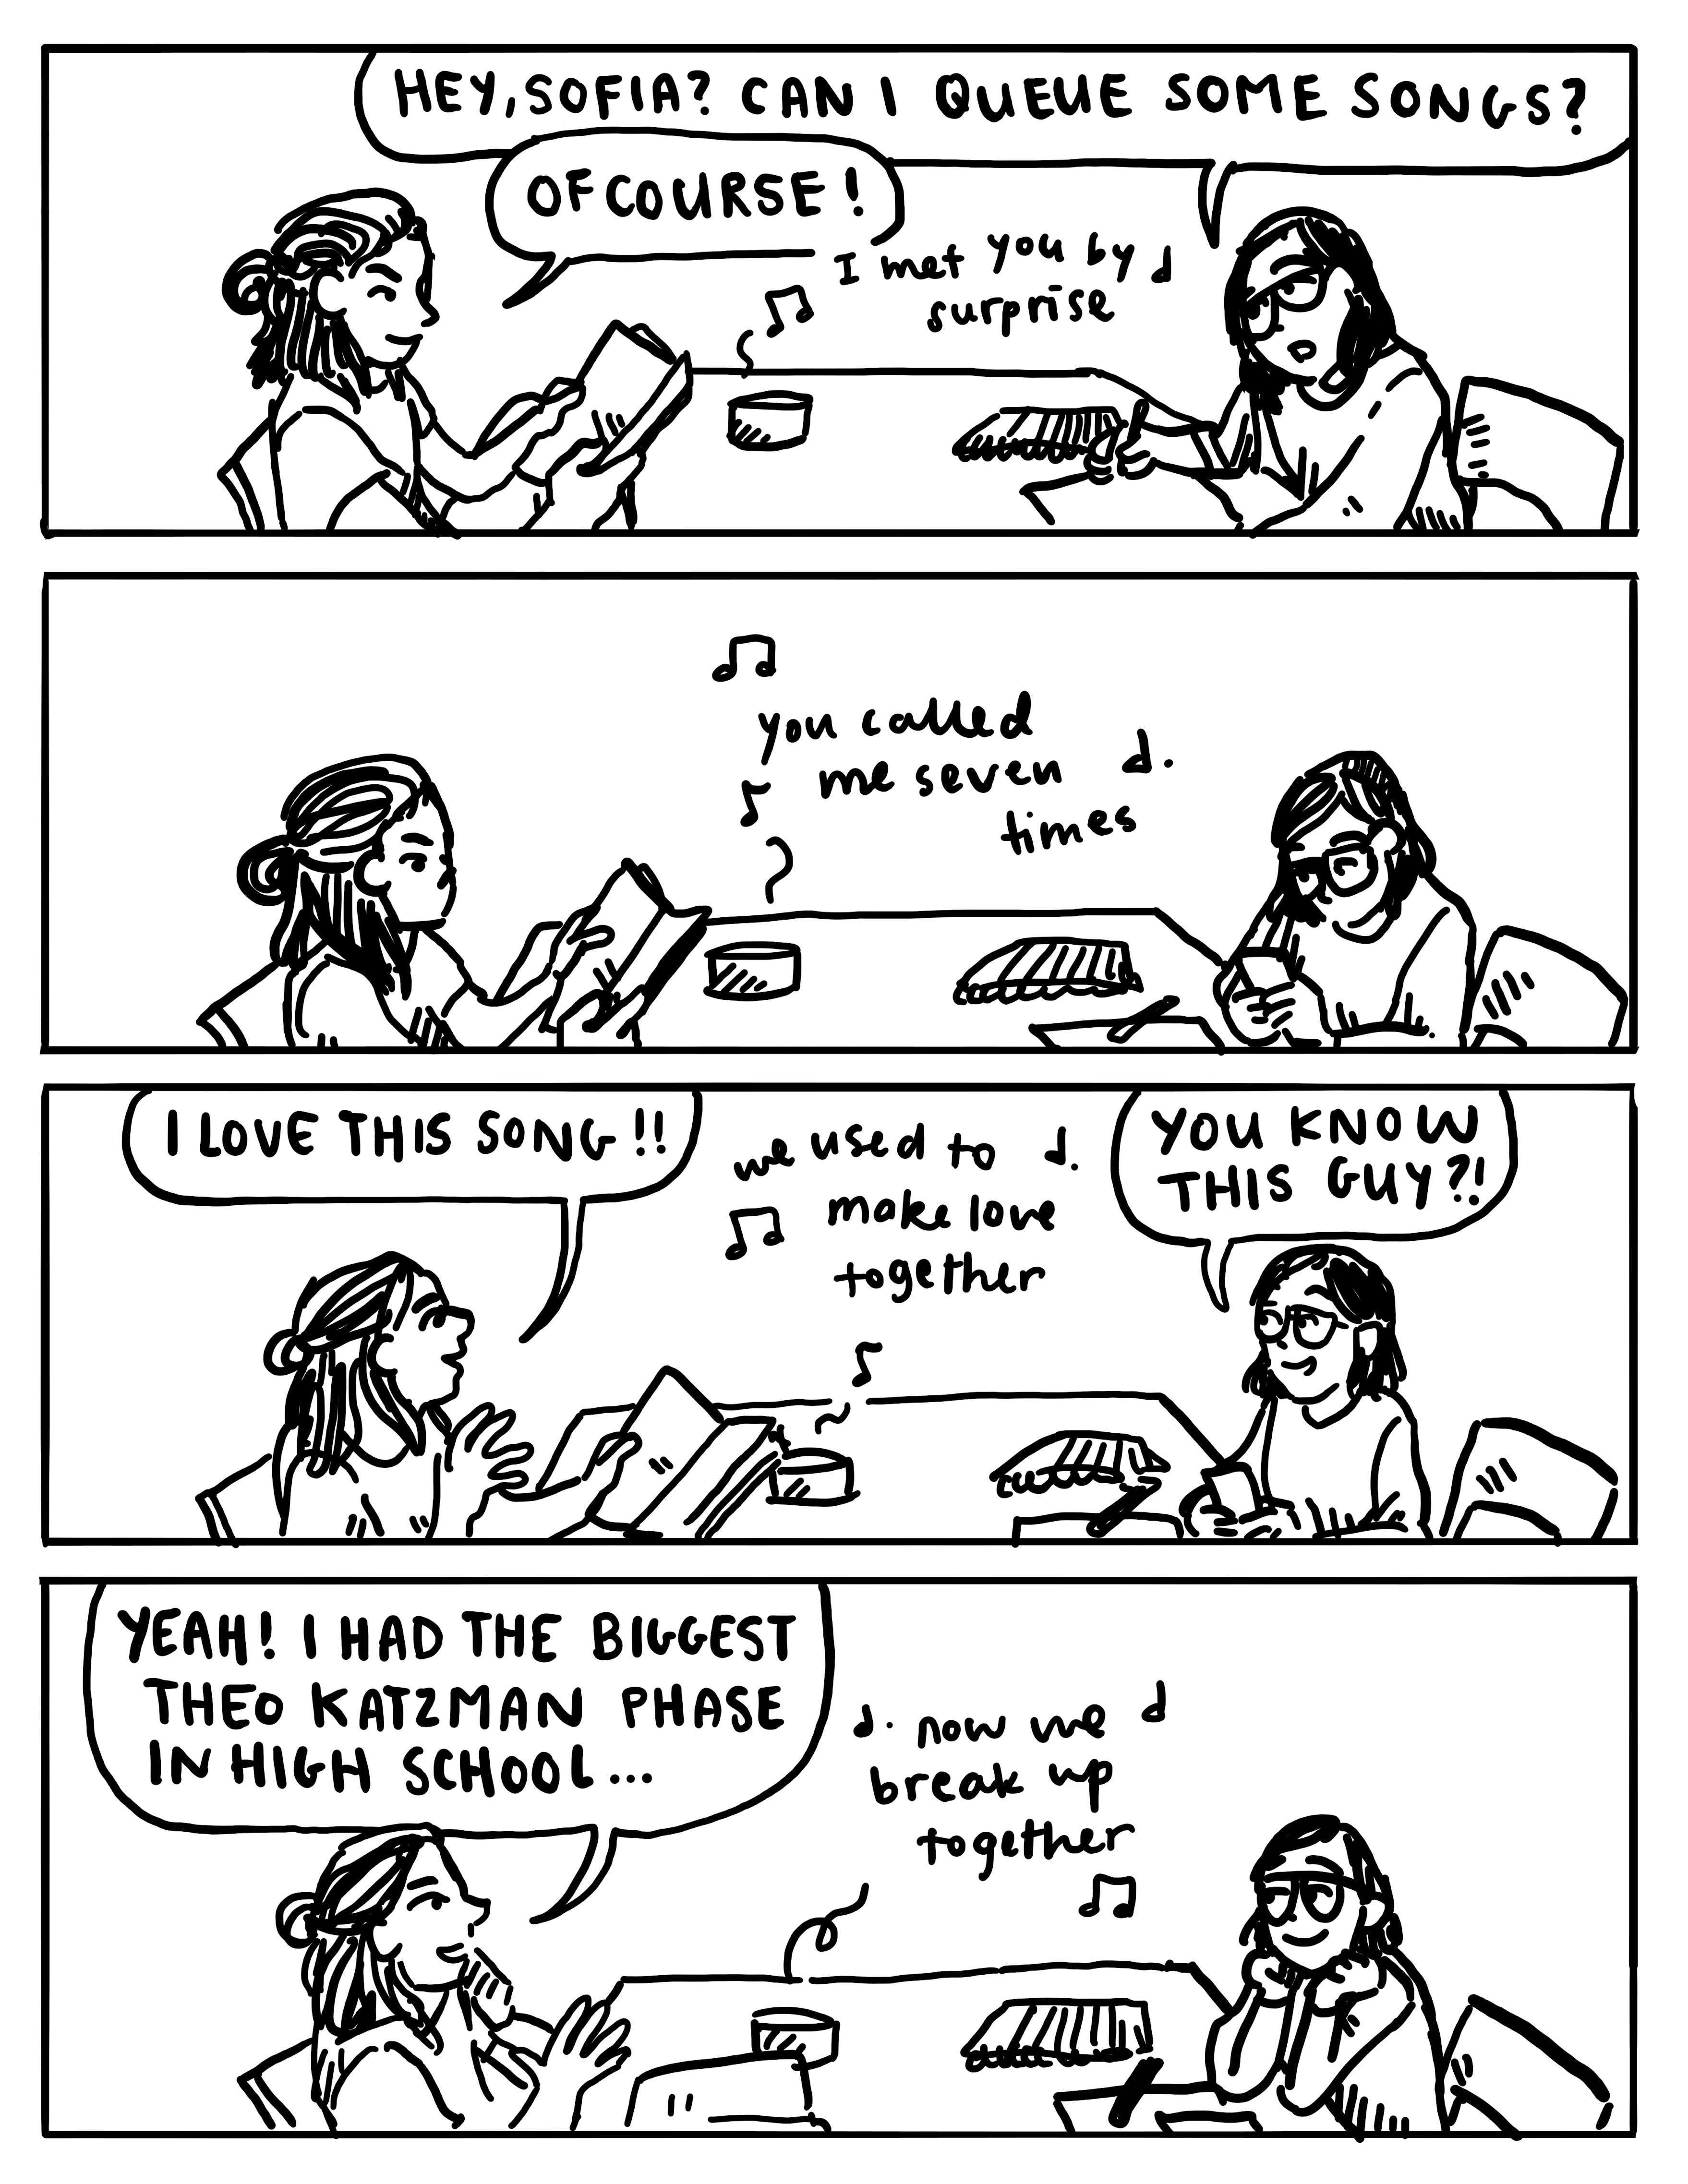 HEY, SOFIA? CAN I QUEUE SOME SONGS?
OF COURSE!
I met you by
surprise
you called
me seven
times
I LOVE THIS SONG!!
we used to
make love
together
YOU KNOW
THIS GUY?!
YEAH! I HAD THE BIGGEST
THEO KATZMAN PHASE
IN HIGH SCHOOL...
now we
break up
together